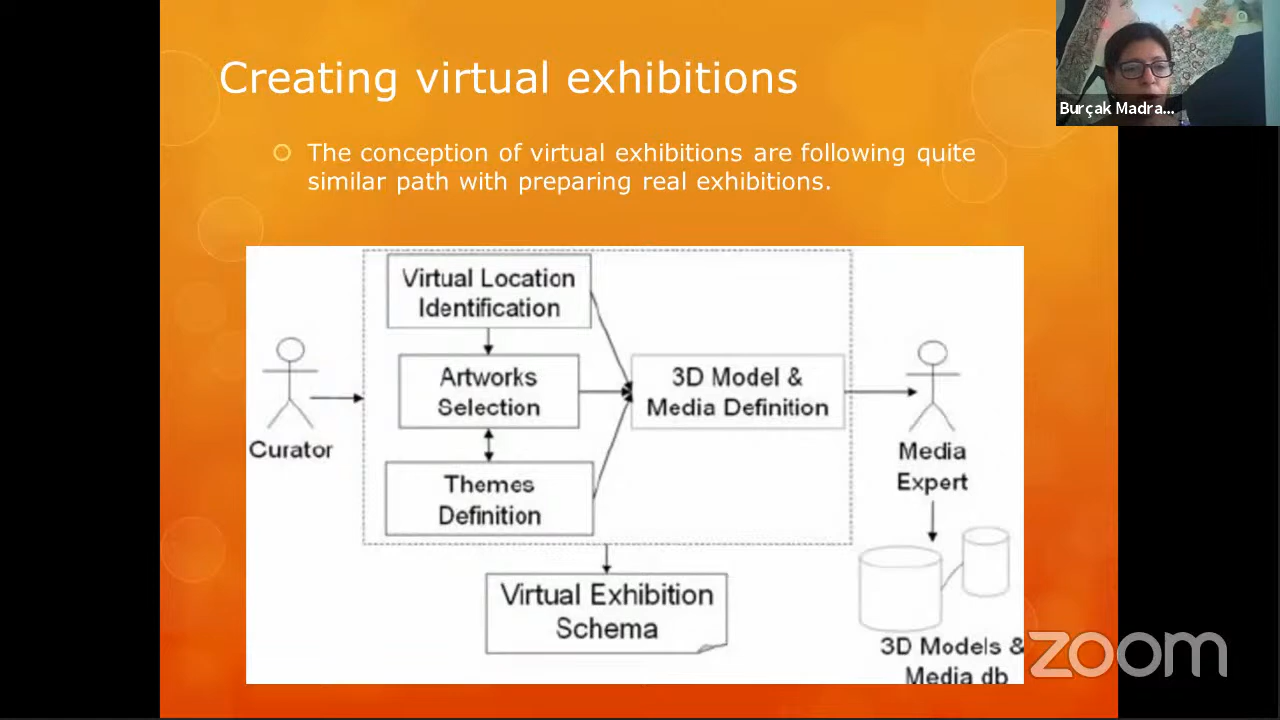 Creating virtual exhibitions
Burçak Madra...
The conception of virtual exhibitions are following quite
similar path with preparing real exhibitions.
Virtual Location
Identification
Artworks
Selection
Themes
Definition
3D Model &
Media Definition
Curator
Media
Expert
Virtual Exhibition
Schema
3D Models &
Media db
zoom